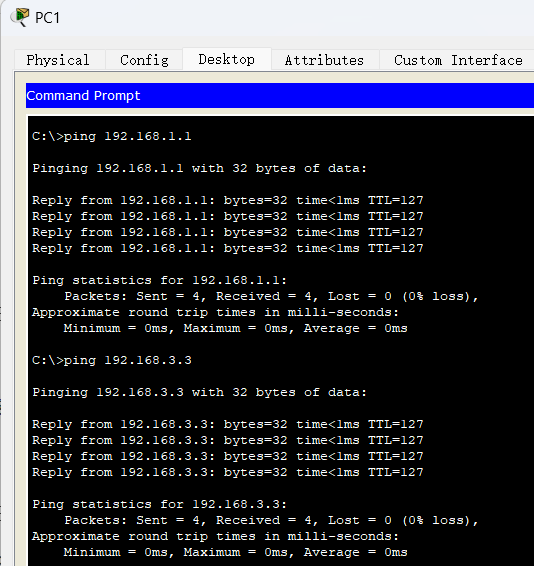 PC1
Physical Config Desktop Attributes Custom Interface
Command Prompt
C:\>ping 192.168.1.1
Pinging 192.168.1.1 with 32 bytes of data:
Reply from 192.168.1.1: bytes=32 time<1ms TTL=127
Reply from 192.168.1.1: bytes=32 time<1ms TTL=127
Reply from 192.168.1.1: bytes=32 time<1ms TTL=127
Reply from 192.168.1.1: bytes=32 time<1ms TTL=127
Ping statistics for 192.168.1.1:
Packets: Sent = 4, Received = 4, Lost = 0 (0% loss),
Approximate round trip times in milli-seconds:
Minimum = 0ms, Maximum = 0ms, Average = 0ms
C:\>ping 192.168.3.3
Pinging 192.168.3.3 with 32 bytes of data:
Reply from 192.168.3.3: bytes=32 time<1ms TTL=127
Reply from 192.168.3.3: bytes=32 time<1ms TTL=127
Reply from 192.168.3.3: bytes=32 time<1ms TTL=127
Reply from 192.168.3.3: bytes=32 time<1ms TTL=127
Ping statistics for 192.168.3.3:
Packets: Sent = 4, Received = 4, Lost = 0 (0% loss),
Approximate round trip times in milli-seconds:
Minimum = 0ms, Maximum = 0ms, Average = 0ms